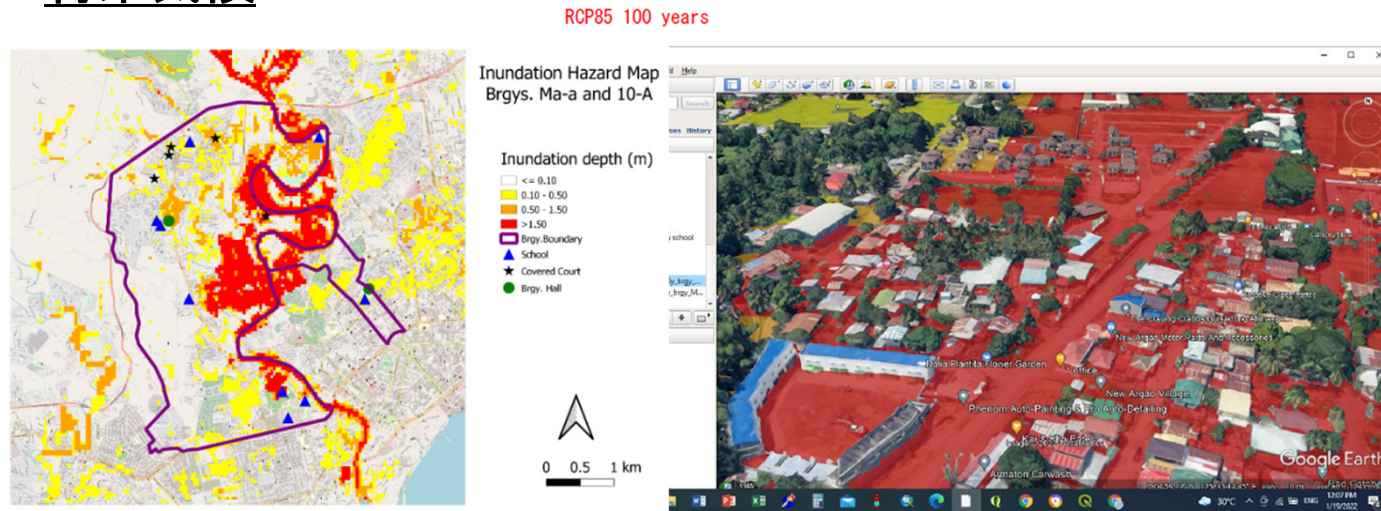 RCP85 100 years
Inundation Hazard Map
Brgys. Ma-a and 10-A
Inundation depth (m)
<= 0.10
0.10 - 0.50
0.50 - 1.50
>1.50
Brgy.Boundary
School
Covered Court
Brgy. Hall
0 0.5 1 km
Help
Search
History
school
Dalia Plantita Flower Garden
New Argao Motor Parts And Accessories
New Argao Village
Phenom Auto-Painting & Pro Auto-Detailing
Armaton Carwash
Google Earth
30°C
ENG
12:07 PM
1/19/2022